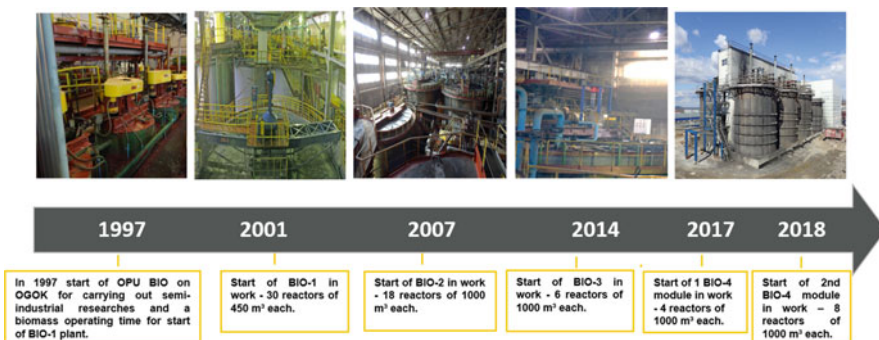 1997
2001
2007
2014
2017
2018
In 1997 start of OPU BIO on
OGOK for carrying out semi-
industrial researches and a
biomass operating time for start
of BIO-1 plant.
Start of BIO-1 in
work - 30 reactors of
450 m³ each.
Start of BIO-2 in work
- 18 reactors of 1000
m³ each.
Start of BIO-3 in
work - 6 reactors of
1000 m³ each.
Start of 1 BIO-4
module in work
- 4 reactors of
1000 m³ each.
Start of 2nd
BIO-4 module
in work – 8
reactors of
1000 m³ each.